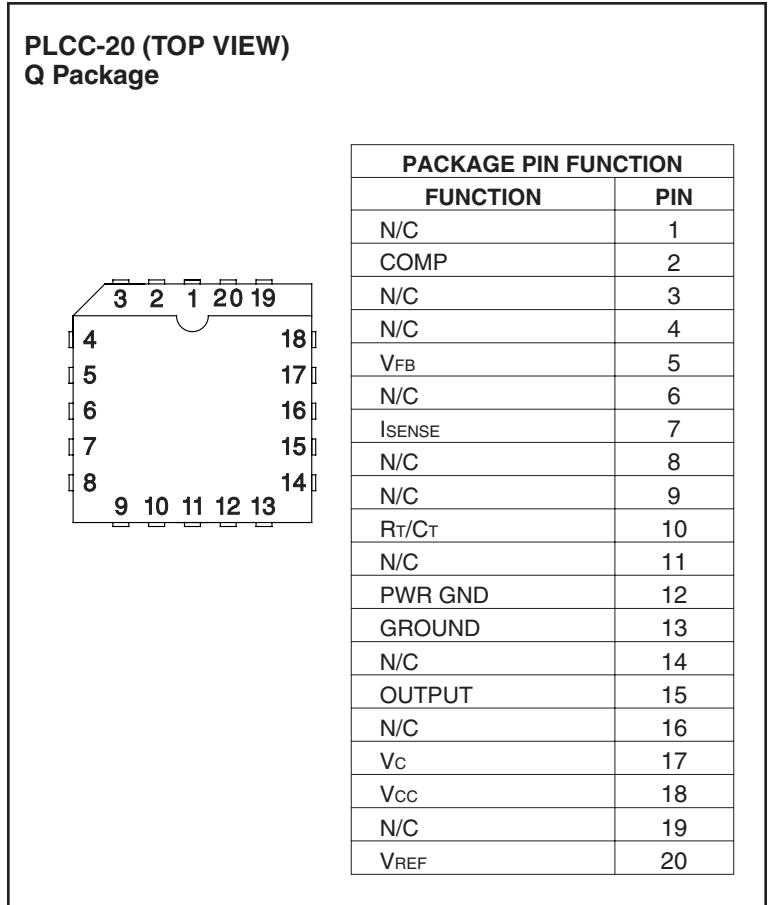 PLCC-20 (TOP VIEW)
Q Package
3 2 1 20 19
4 18
5 17
6 16
7 15
8 14
9 10 11 12 13
PACKAGE PIN FUNCTION
FUNCTION PIN
N/C 1
COMP 2
N/C 3
N/C 4
VFB 5
N/C 6
ISENSE 7
N/C 8
N/C 9
RT/CT 10
N/C 11
PWR GND 12
GROUND 13
N/C 14
OUTPUT 15
N/C 16
VC 17
VCC 18
N/C 19
VREF 20